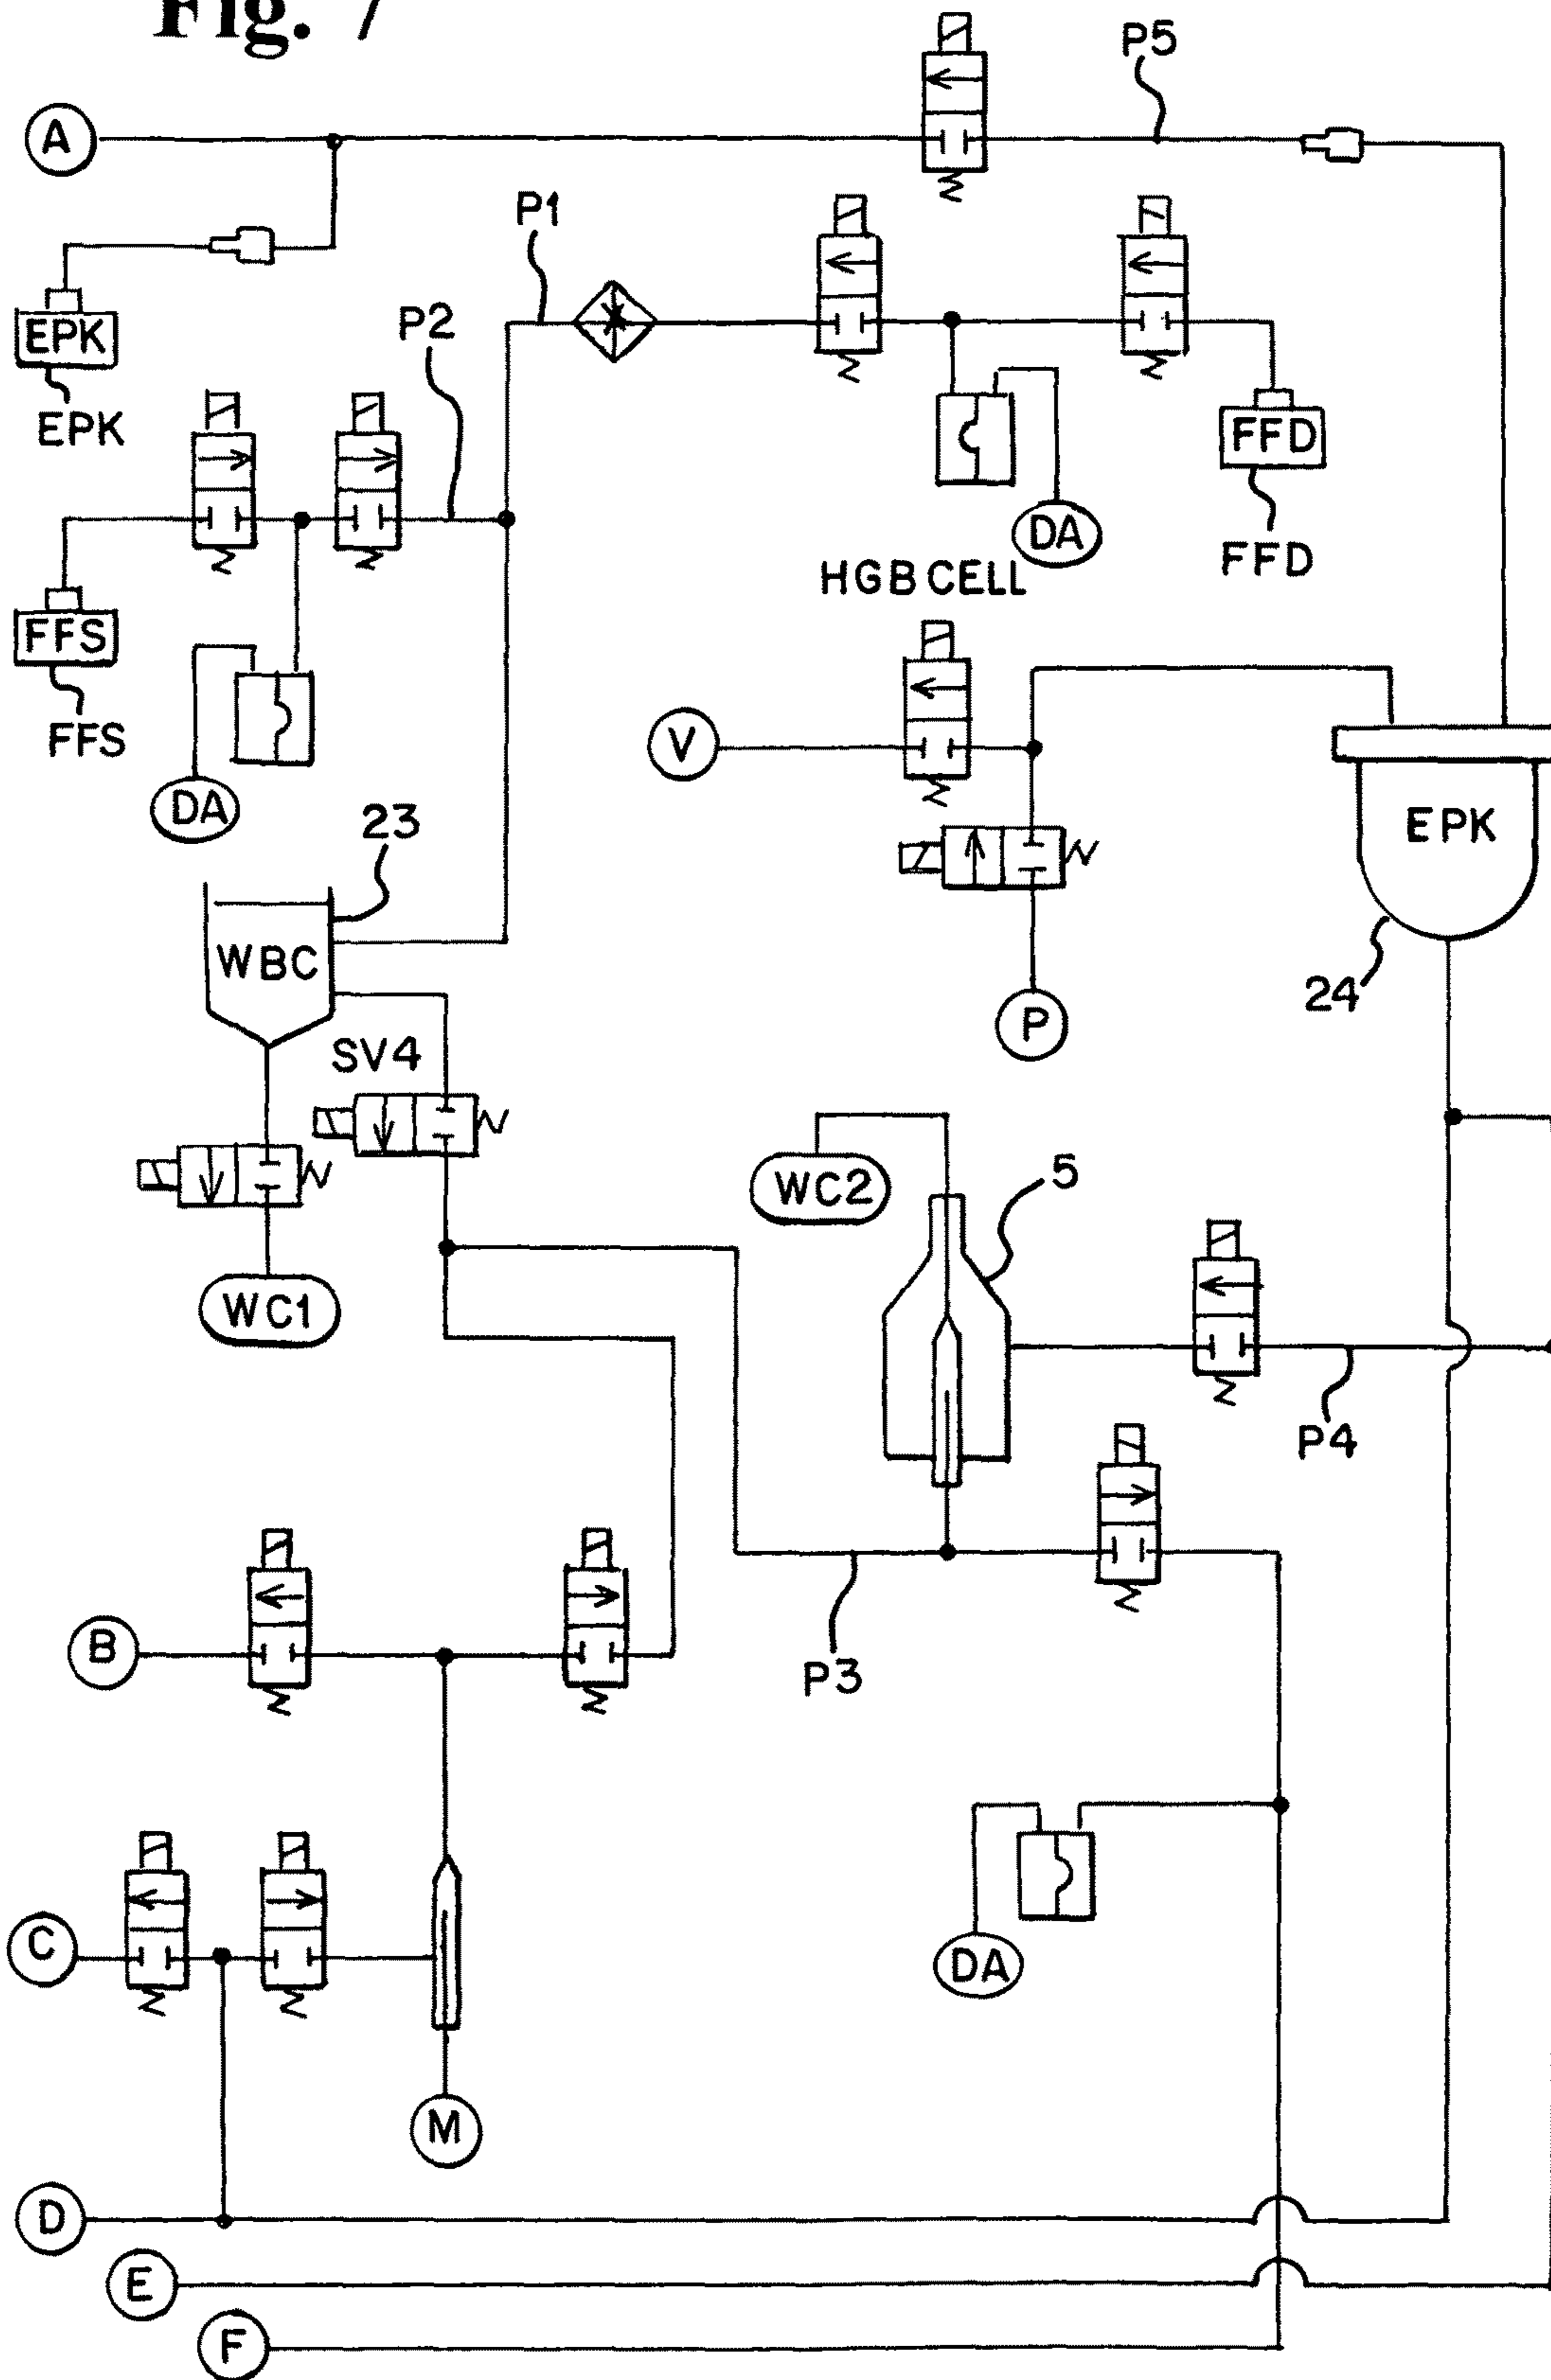 Fig. 7
P5
A
P1
P2
EPK
EPK
FFD
FFD
DA
HGB CELL
FFS
FFS
V
DA
23
EPK
WBC
24
P
SV4
5
WC2
WC1
P4
B
P3
C
DA
M
D
E
F